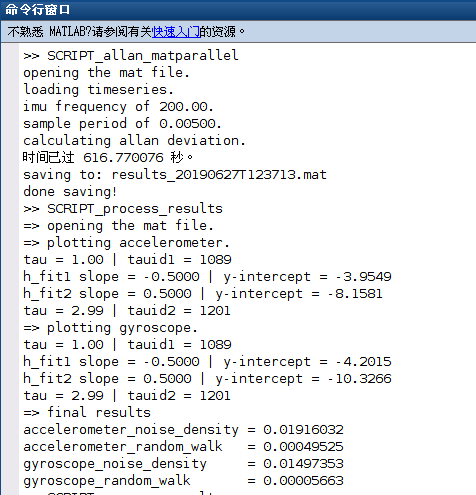 命令行窗口
不熟悉 MATLAB?请参阅有关快速入门的资源。
>> SCRIPT_allan_matparallel
opening the mat file.
loading timeseries.
imu frequency of 200.00.
sample period of 0.00500.
calculating allan deviation.
时间已过 616.770076 秒。
saving to: results_20190627T123713.mat
done saving!
>> SCRIPT_process_results
=> opening the mat file.
=> plotting accelerometer.
tau = 1.00 | tauid1 = 1089
h_fit1 slope = -0.5000 | y-intercept = -3.9549
h_fit2 slope = 0.5000 | y-intercept = -8.1581
tau = 2.99 | tauid2 = 1201
=> plotting gyroscope.
tau = 1.00 | tauid1 = 1089
h_fit1 slope = -0.5000 | y-intercept = -4.2015
h_fit2 slope = 0.5000 | y-intercept = -10.3266
tau = 2.99 | tauid2 = 1201
=> final results
accelerometer_noise_density = 0.01916032
accelerometer_random_walk   = 0.00049525
gyroscope_noise_density     = 0.01497353
gyroscope_random_walk       = 0.00005663